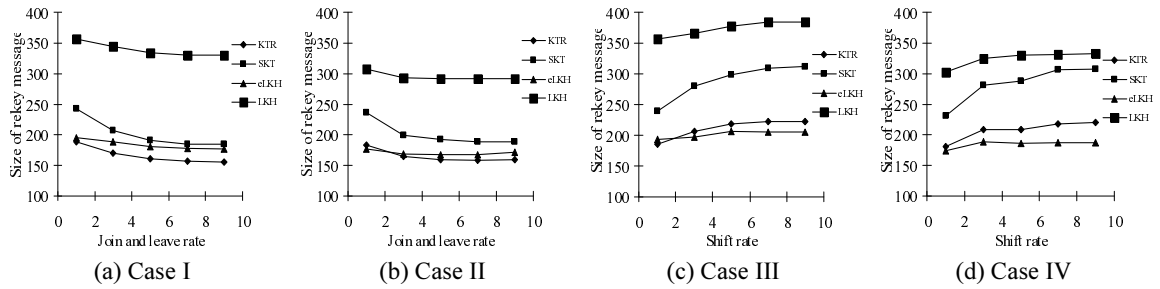 Size of rekey message
400
350
300
250
200
150
100
0 2 4 6 8 10
Join and leave rate
KTR
SKT
eLKH
LKH
(a) Case I
Size of rekey message
400
350
300
250
200
150
100
0 2 4 6 8 10
Join and leave rate
KTR
SKT
eLKH
LKH
(b) Case II
Size of rekey message
400
350
300
250
200
150
100
0 2 4 6 8 10
Shift rate
KTR
SKT
eLKH
LKH
(c) Case III
Size of rekey message
400
350
300
250
200
150
100
0 2 4 6 8 10
Shift rate
KTR
SKT
eLKH
LKH
(d) Case IV